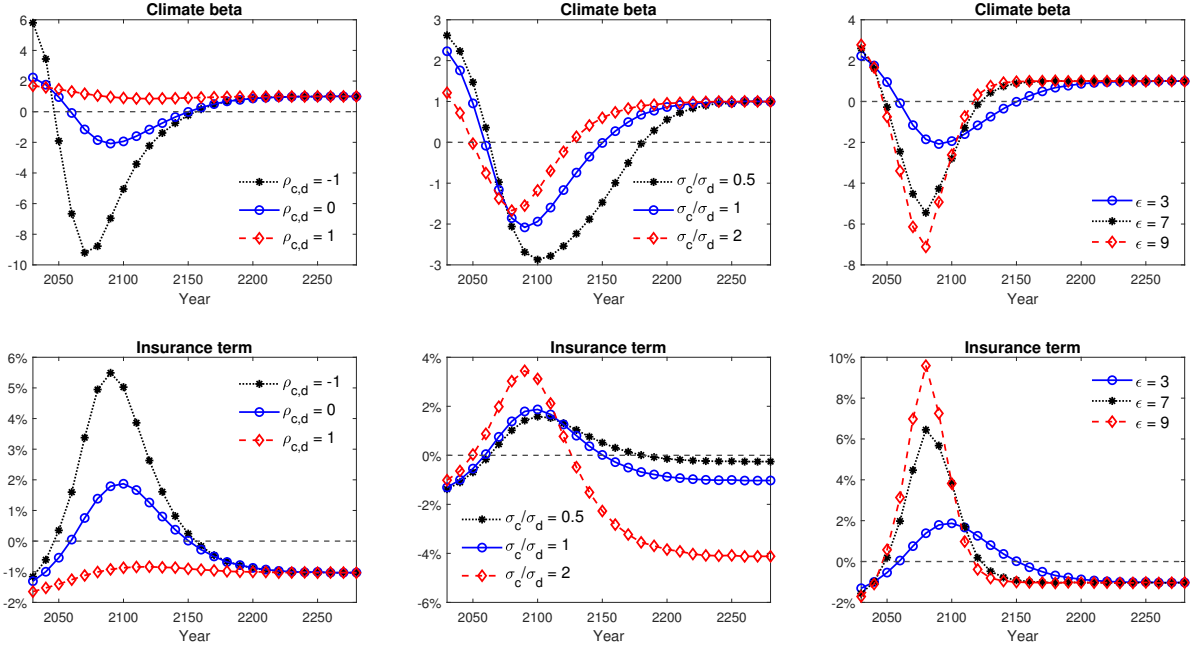 Climate beta
6
4
2
0
-2
-4
-6
-8
-10
ρc,d = -1
ρc,d = 0
ρc,d = 1
2050 2100 2150 2200 2250
Year
Climate beta
3
2
1
0
-1
-2
-3
σc/σd = 0.5
σc/σd = 1
σc/σd = 2
2050 2100 2150 2200 2250
Year
Climate beta
4
2
0
-2
-4
-6
-8
ϵ = 3
ϵ = 7
ϵ = 9
2050 2100 2150 2200 2250
Year
Insurance term
6%
5%
4%
3%
2%
1%
0%
-1%
-2%
ρc,d = -1
ρc,d = 0
ρc,d = 1
2050 2100 2150 2200 2250
Year
Insurance term
4%
2%
0%
-2%
-4%
-6%
σc/σd = 0.5
σc/σd = 1
σc/σd = 2
2050 2100 2150 2200 2250
Year
Insurance term
10%
8%
6%
4%
2%
0%
-2%
ϵ = 3
ϵ = 7
ϵ = 9
2050 2100 2150 2200 2250
Year